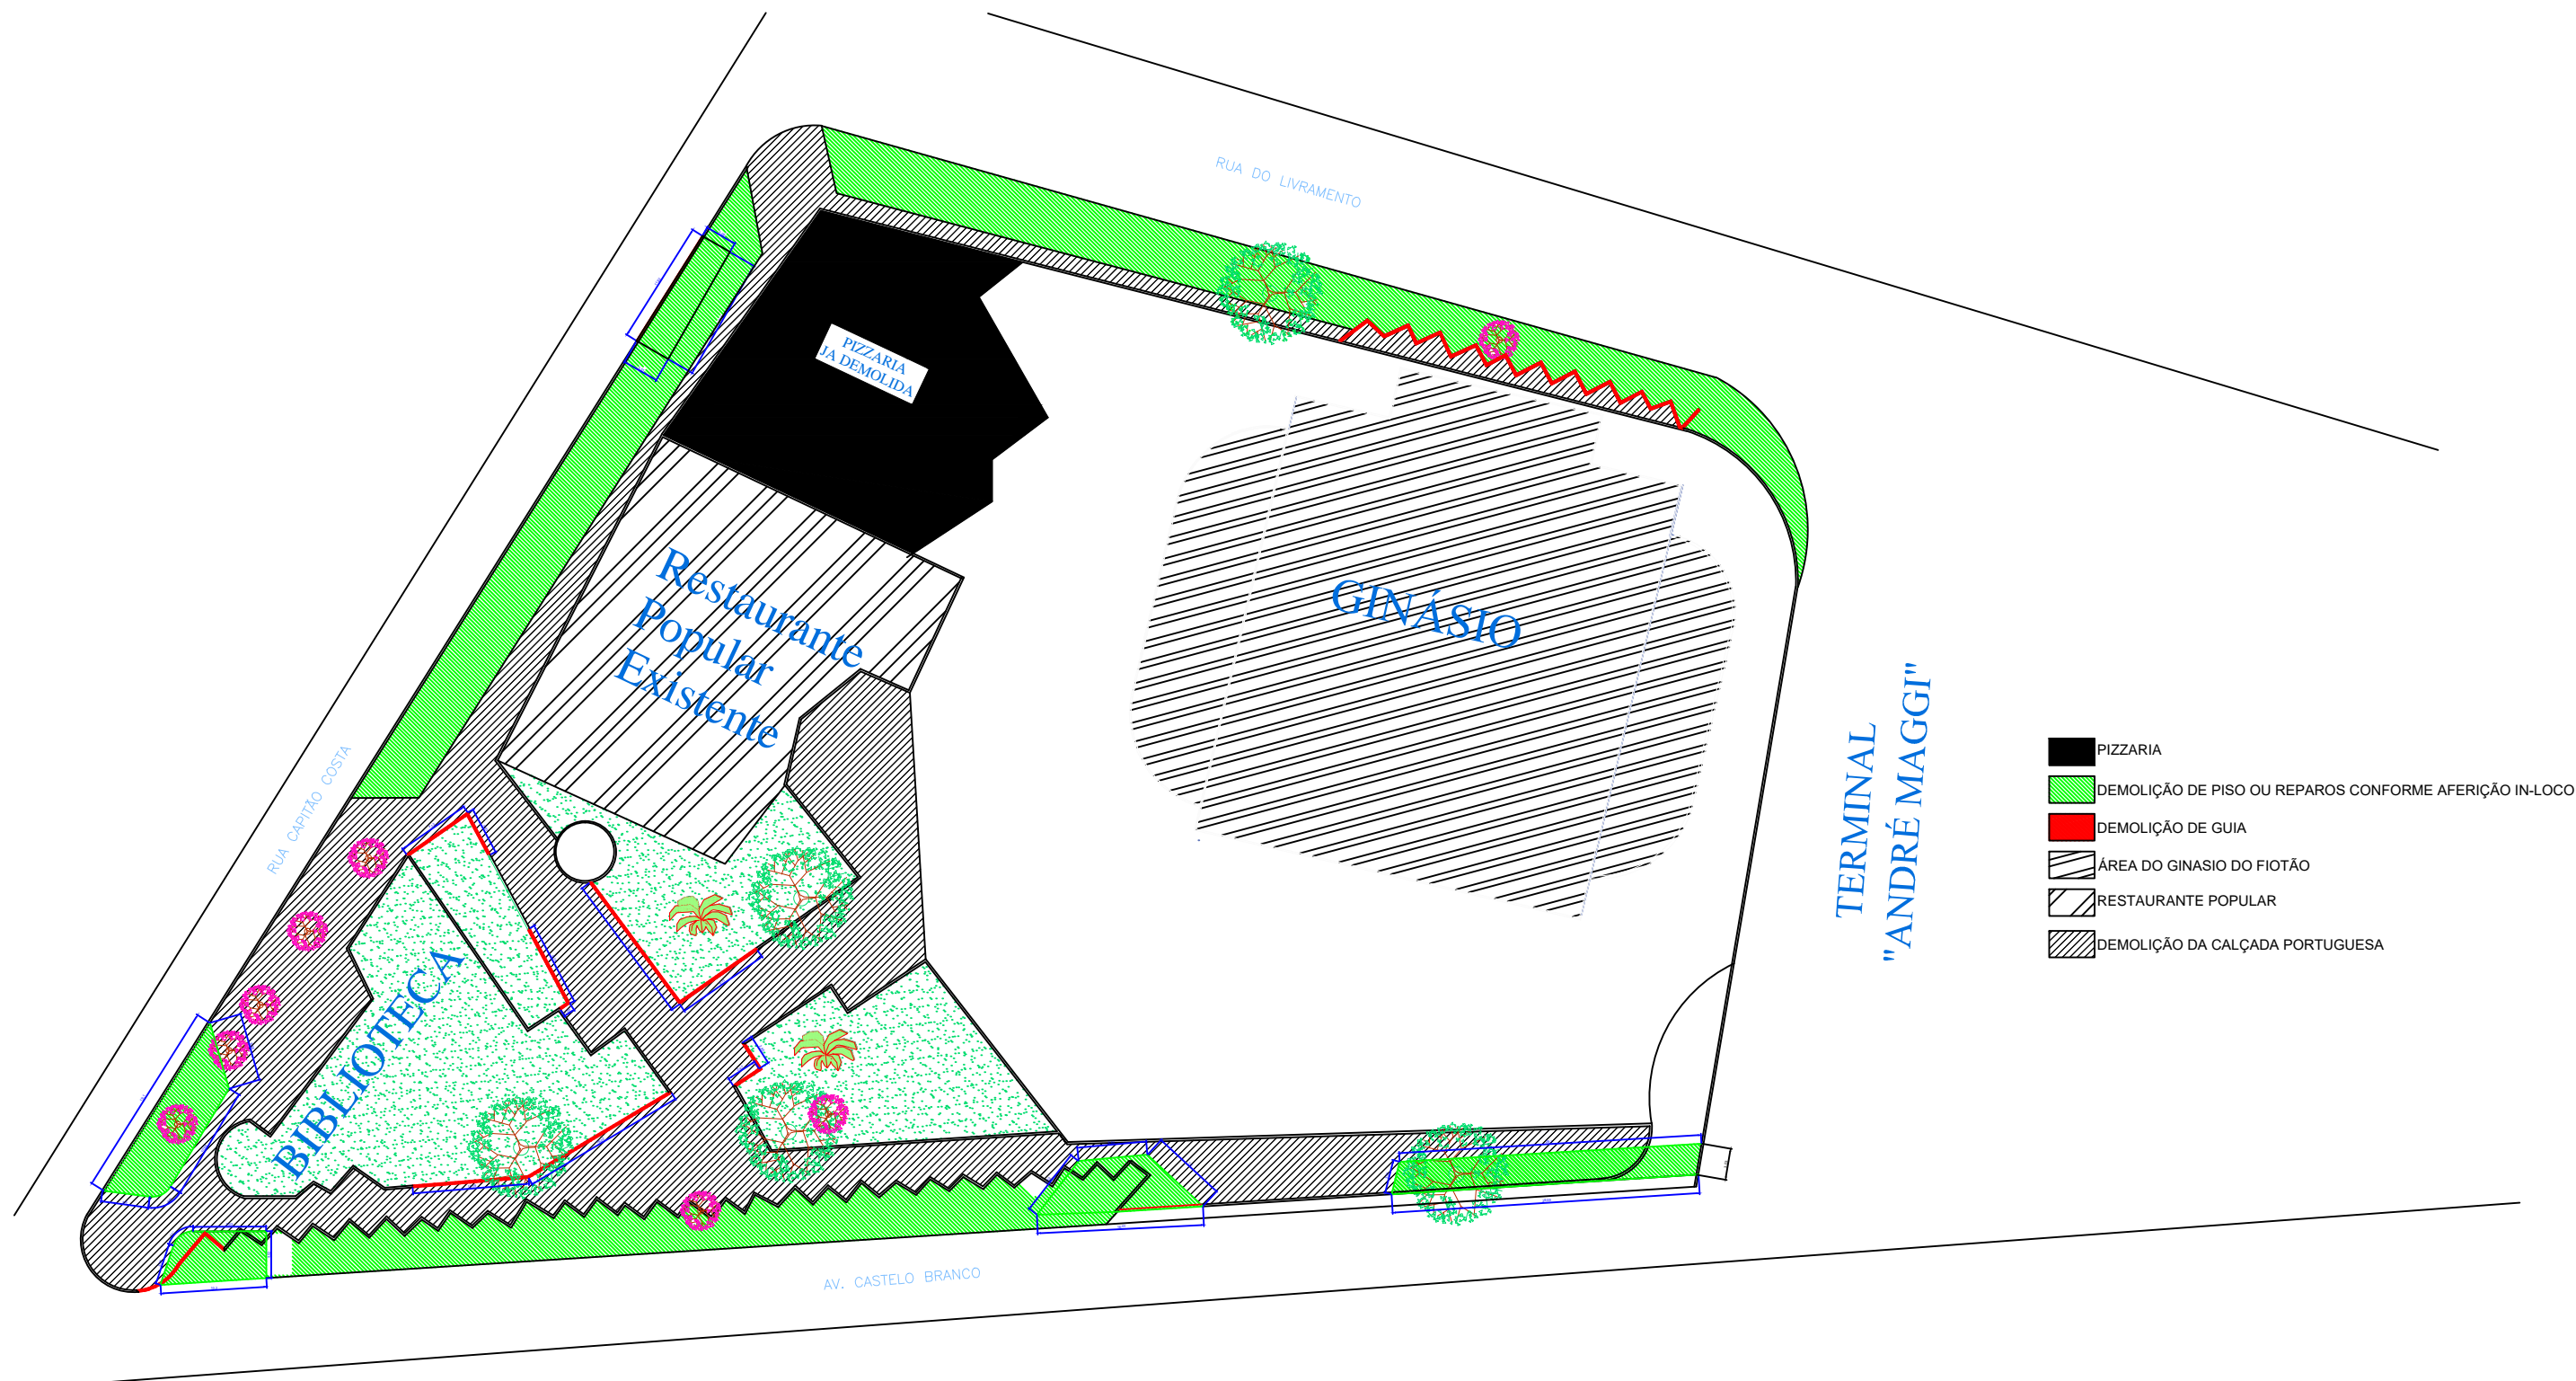 RUA DO LIVRAMENTO
PIZZARIA
JA DEMOLIDA
Restaurante
Popular
Existente
GINÁSIO
TERMINAL
"ANDRÉ MAGGI"
RUA CAPITÃO COSTA
BIBLIOTECA
AV. CASTELO BRANCO
PIZZARIA
DEMOLIÇÃO DE PISO OU REPAROS CONFORME AFERIÇÃO IN-LOCO
DEMOLIÇÃO DE GUIA
ÁREA DO GINASIO DO FIOTÃO
RESTAURANTE POPULAR
DEMOLIÇÃO DA CALÇADA PORTUGUESA